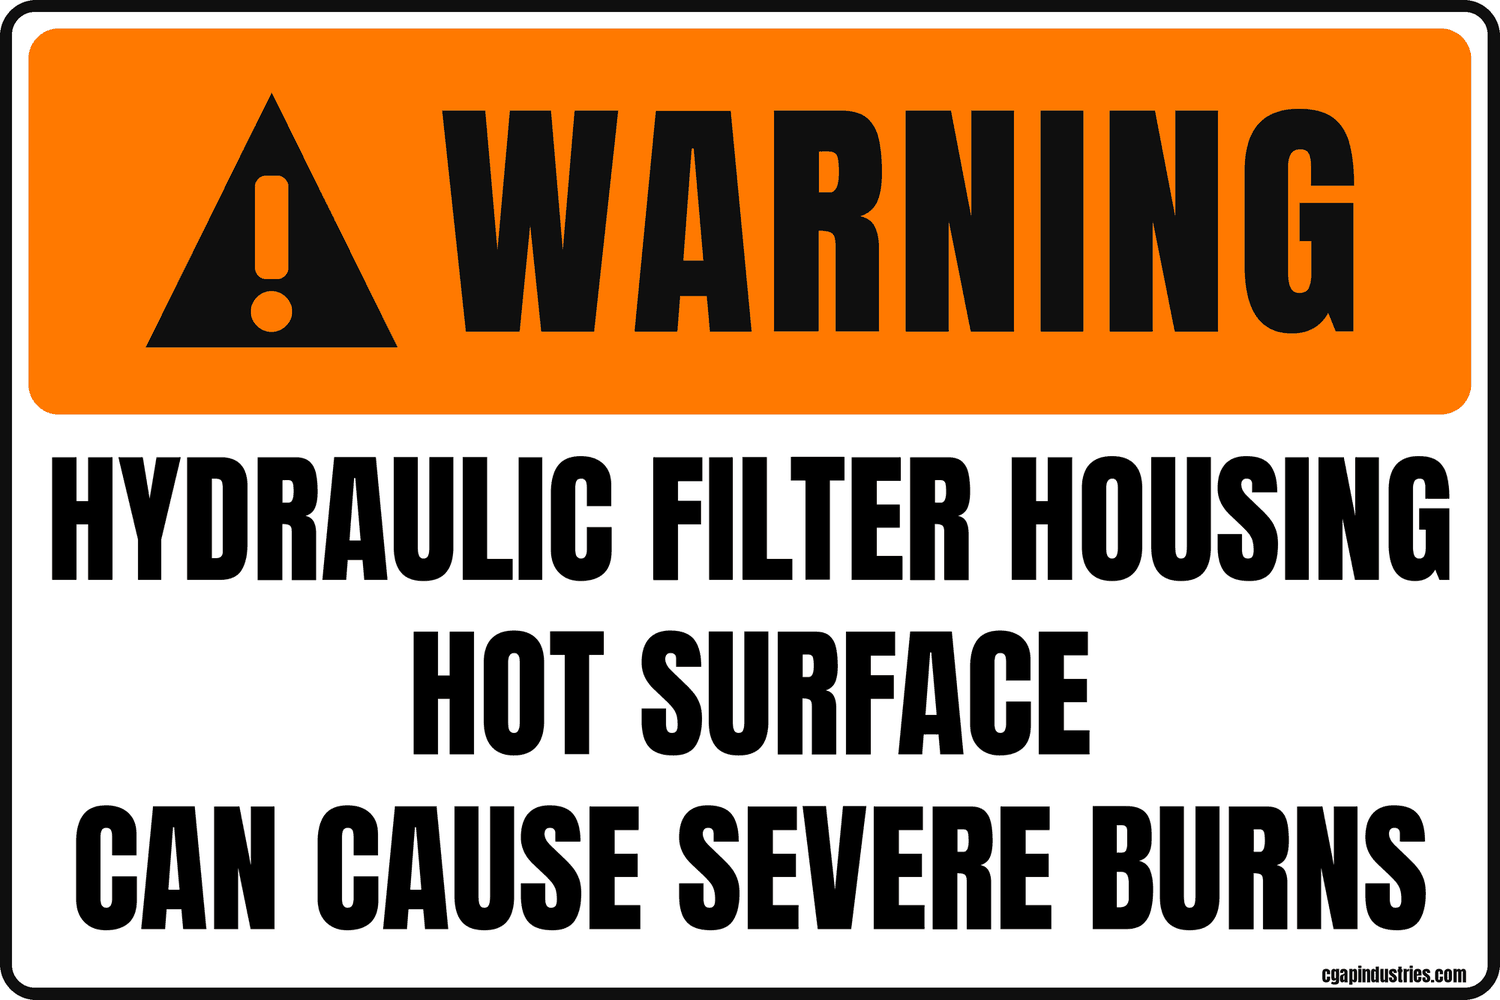 WARNING
HYDRAULIC FILTER HOUSING
HOT SURFACE
CAN CAUSE SEVERE BURNS
cgapindustries.com